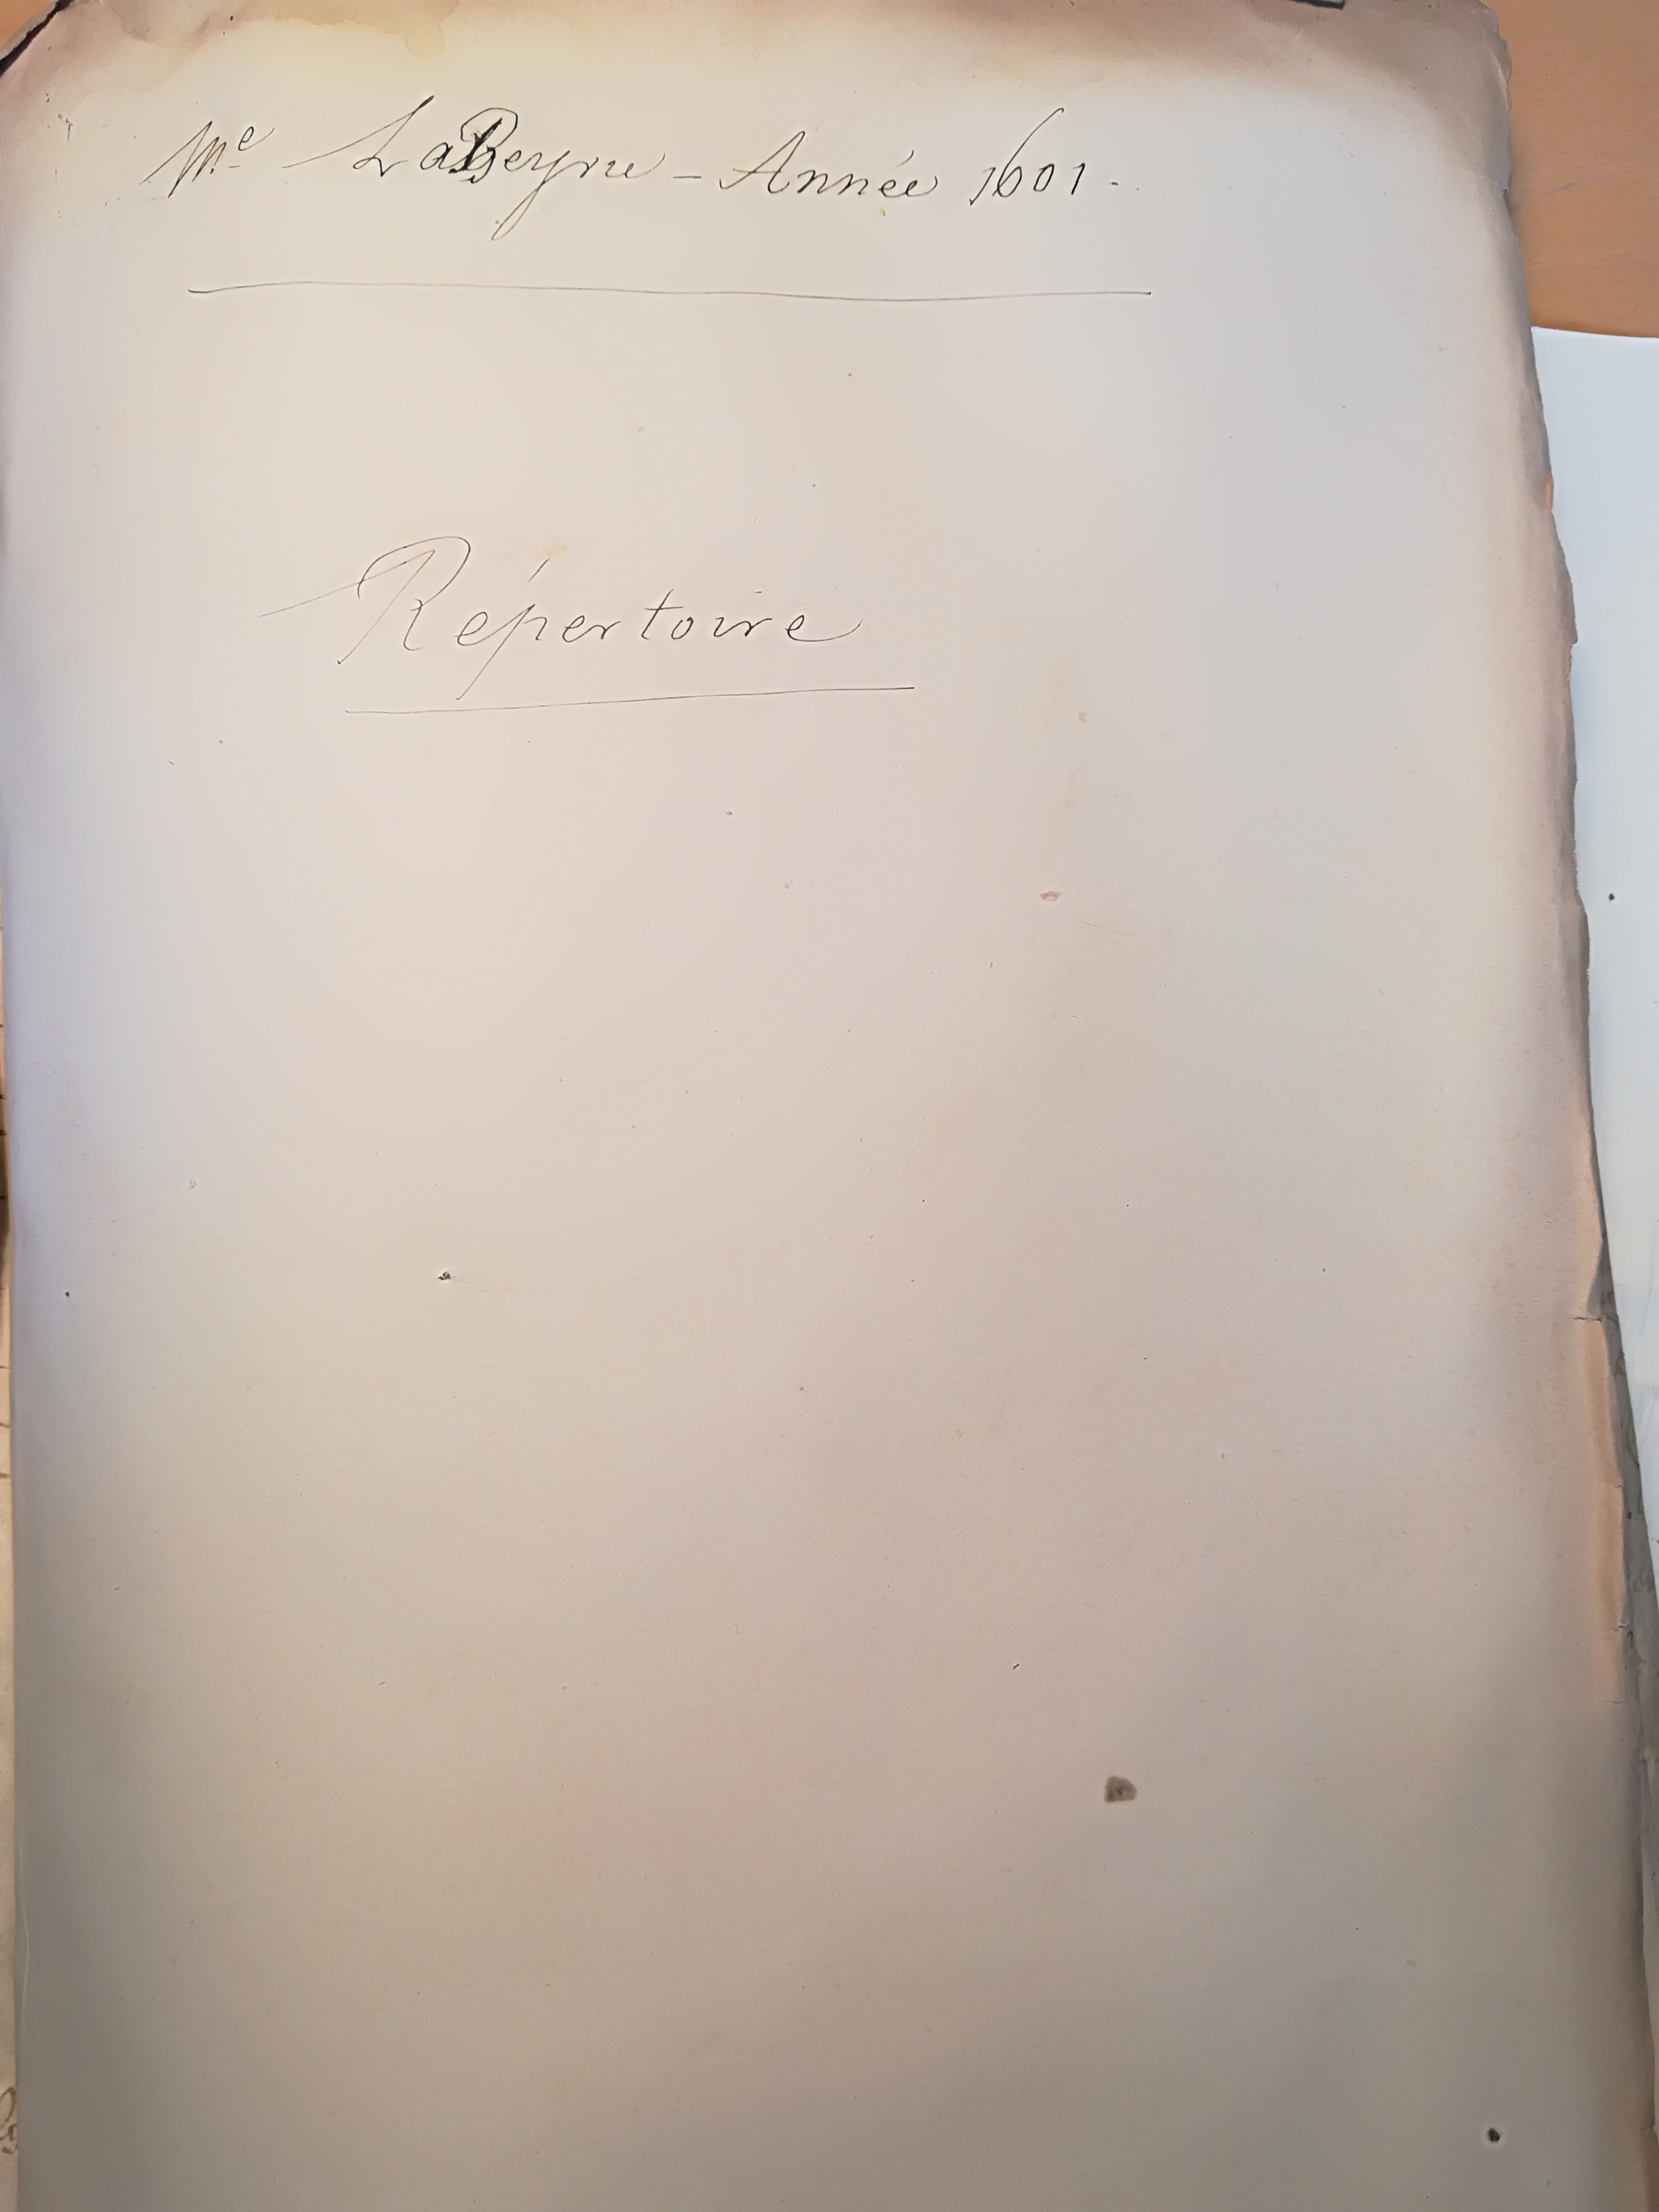 Me LaBeyrie - Année 1601.
Répertoire